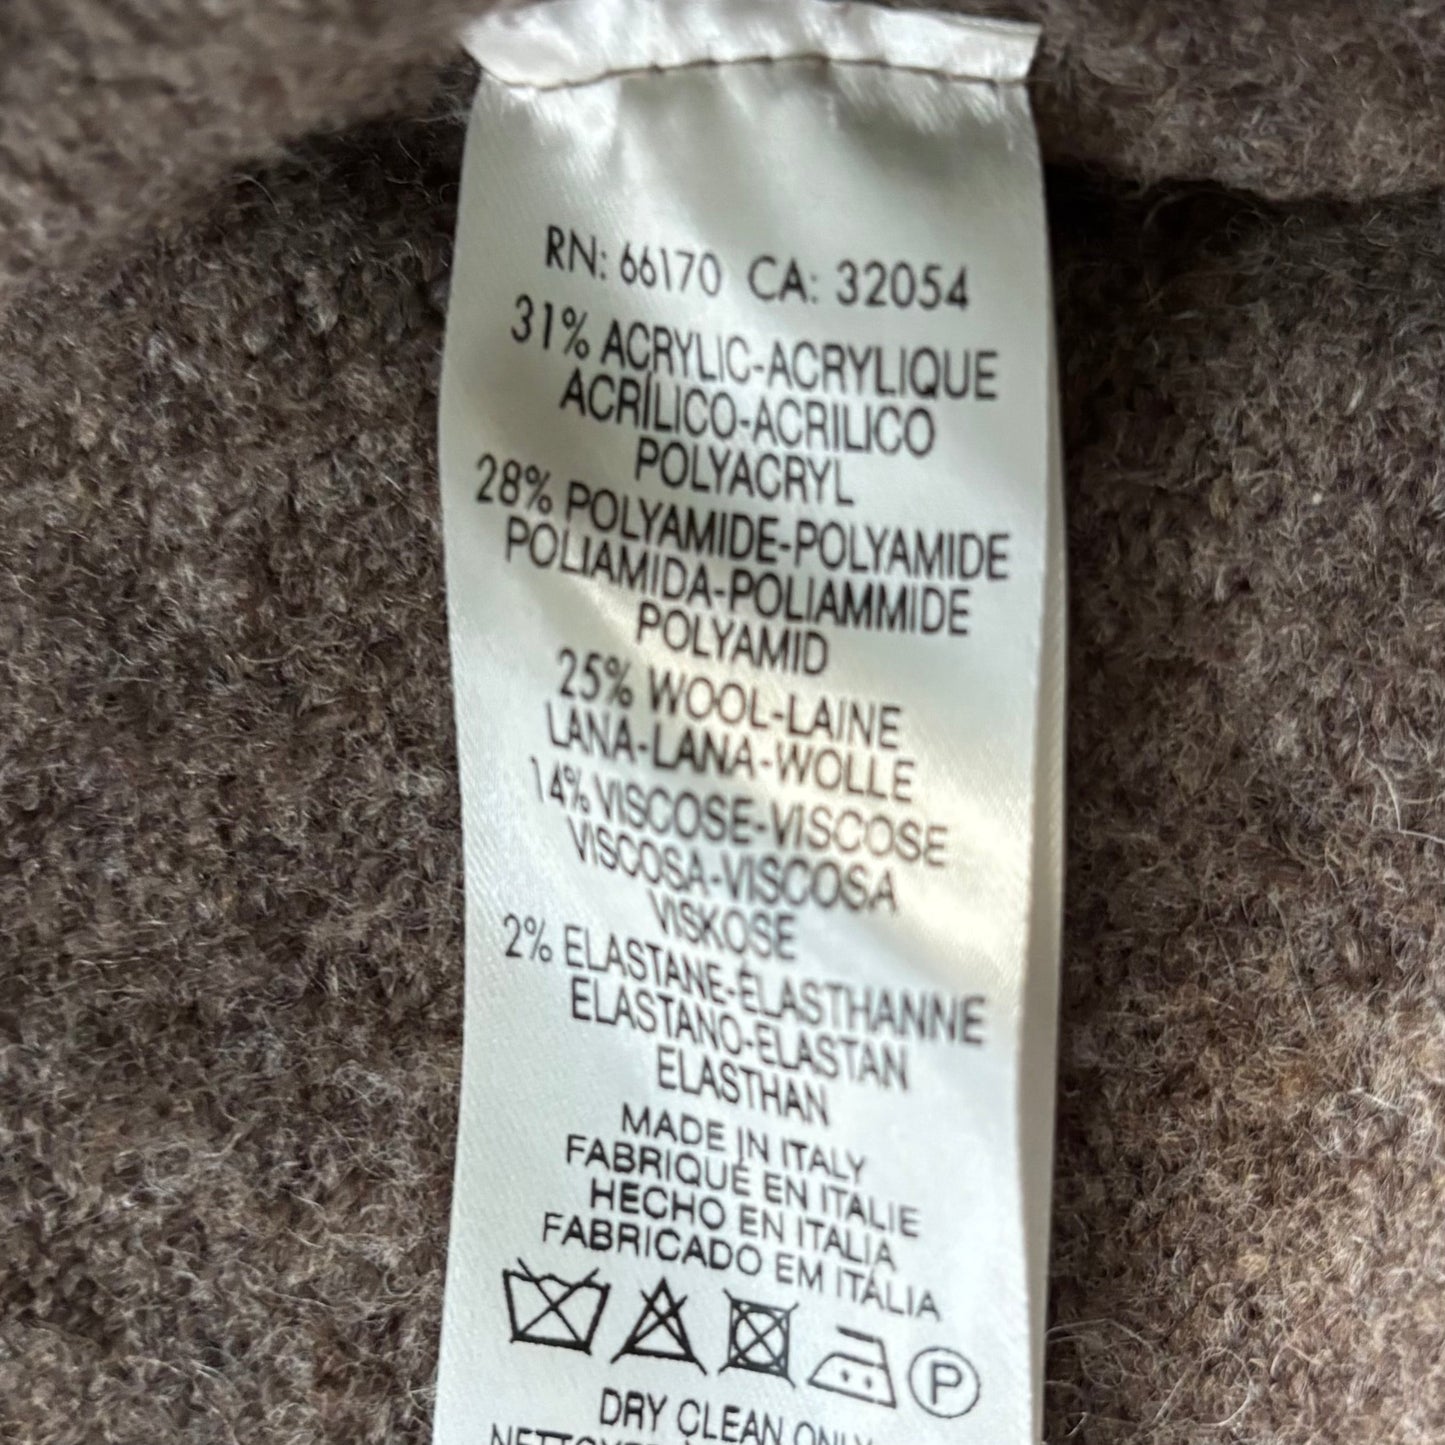 RN: 66170 CA: 32054
31% ACRYLIC-ACRYLIQUE
ACRÍLICO-ACRILICO
POLYACRYL
28% POLYAMIDE-POLYAMIDE
POLIAMIDA-POLIAMMIDE
POLYAMID
25% WOOL-LAINE
LANA-LANA-WOLLE
14% VISCOSE-VISCOSE
VISCOSA-VISCOSA
VISKOSE
2% ELASTANE-ÉLASTHANNE
ELASTANO-ELASTAN
ELASTHAN
MADE IN ITALY
FABRIQUÉ EN ITALIE
HECHO EN ITALIA
FABRICADO EM ITÁLIA
P
DRY CLEAN ONLY